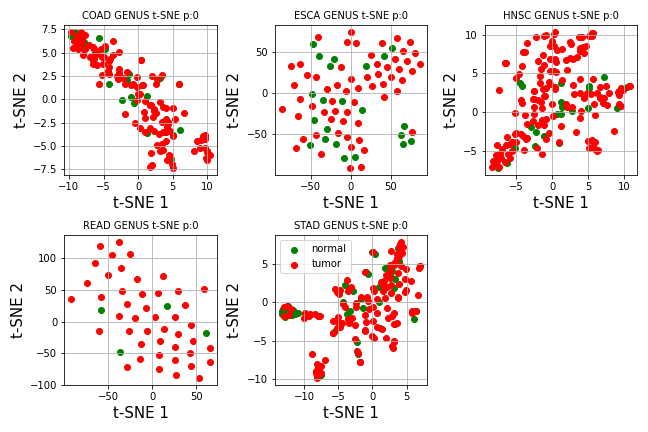 COAD GENUS t-SNE p:0
7.5
5.0
2.5
0.0
−2.5
−5.0
−7.5
t-SNE 2
−10 −5 0 5 10
t-SNE 1
ESCA GENUS t-SNE p:0
50
0
−50
t-SNE 2
−50 0 50
t-SNE 1
HNSC GENUS t-SNE p:0
10
5
0
−5
t-SNE 2
−5 0 5 10
t-SNE 1
READ GENUS t-SNE p:0
100
50
0
−50
−100
t-SNE 2
−50 0 50
t-SNE 1
STAD GENUS t-SNE p:0
normal
tumor
5
0
−5
−10
t-SNE 2
−10 −5 0 5
t-SNE 1